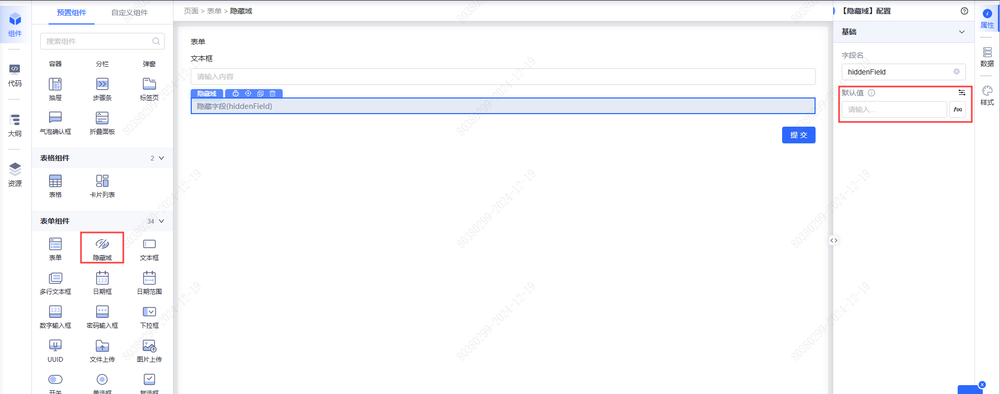 组件
代码
大纲
资源
预置组件 自定义组件
搜索组件
容器 分栏 弹窗
抽屉 步骤条 标签页
气泡确认框 折叠面板
表格组件 2
表格 卡片列表
表单组件 34
表单 隐藏域 文本框
多行文本框 日期框 日期范围
数字输入框 密码输入框 下拉框
UUID 文件上传 图片上传
开关 单选框 复选框
页面 > 表单 > 隐藏域
表单
文本框
请输入内容
隐藏域
隐藏字段(hiddenField)
提 交
【隐藏域】配置
基础
字段名
hiddenField
默认值
请输入...
f(x)
属性
数据
样式
80380299-2024-12-19